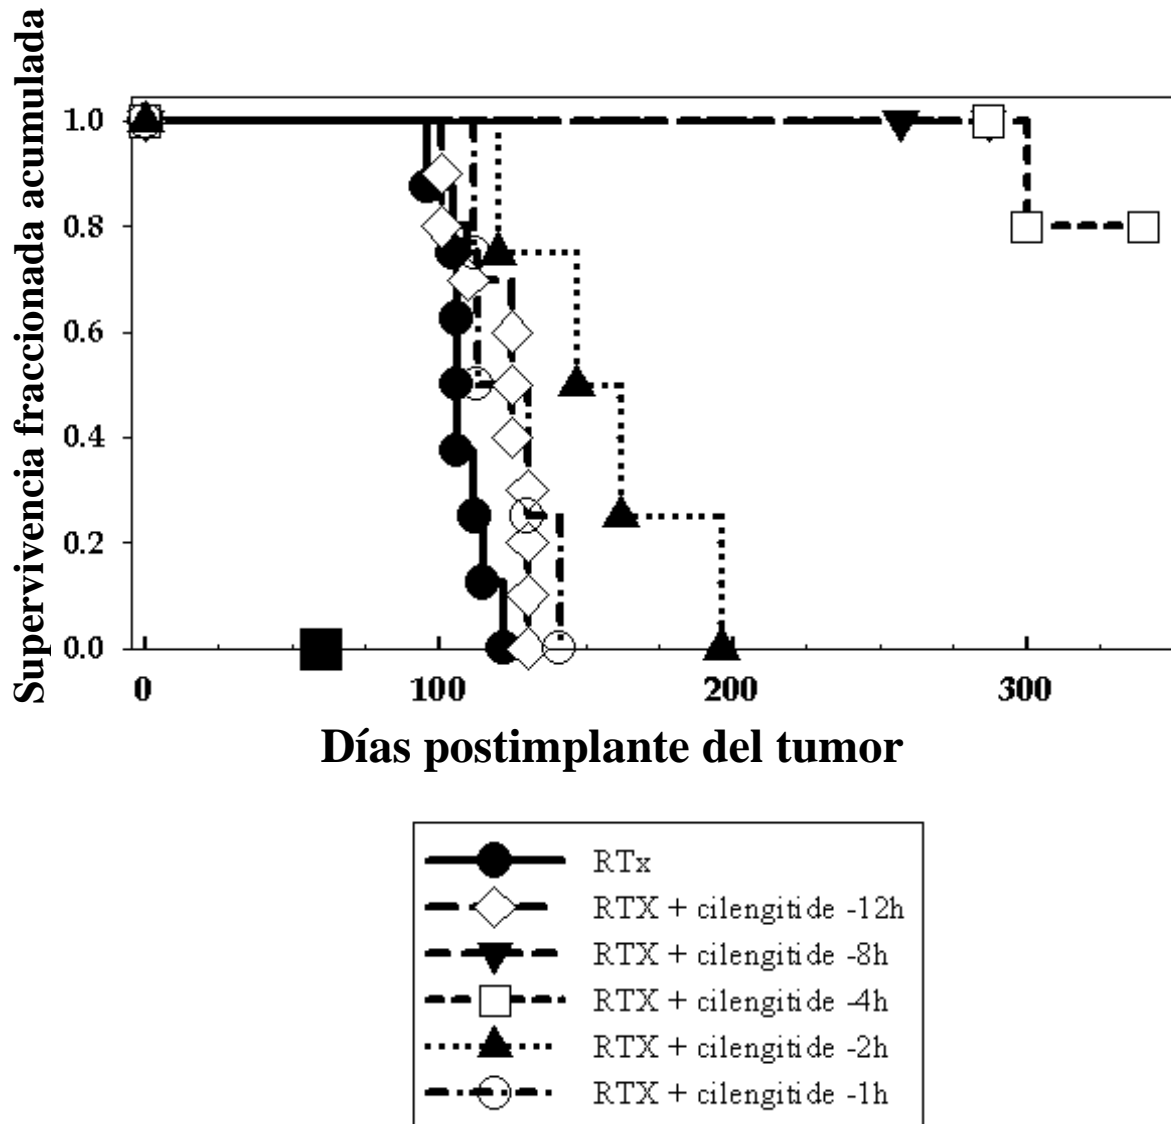 Supervivencia fraccionada acumulada
1.0
0.8
0.6
0.4
0.2
0.0
0 100 200 300
Días postimplante del tumor
RTx
RTX + cilengitide -12h
RTX + cilengitide -8h
RTX + cilengitide -4h
RTX + cilengitide -2h
RTX + cilengitide -1h